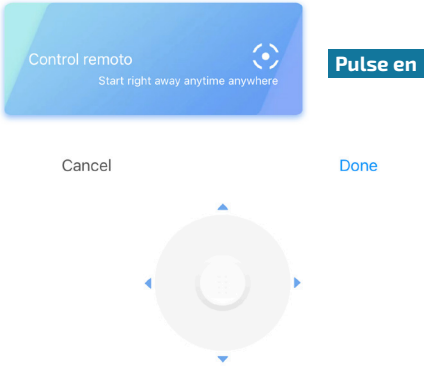 Control remoto
Start right away anytime anywhere
Pulse en
Cancel
Done